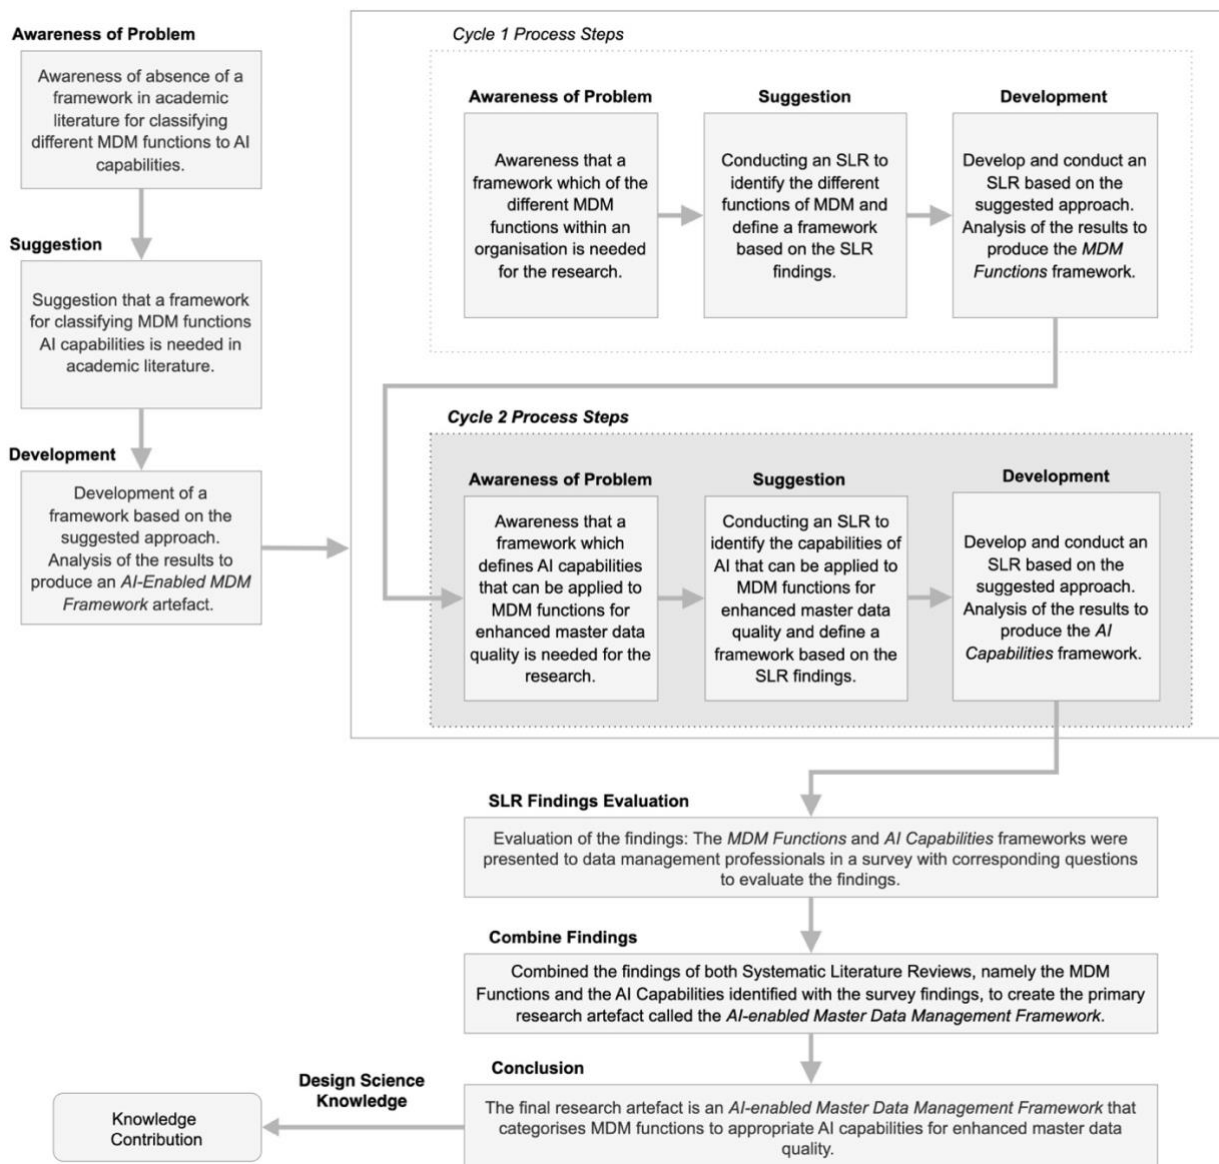 Awareness of Problem
Awareness of absence of a
framework in academic
literature for classifying
different MDM functions to AI
capabilities.
Suggestion
Suggestion that a framework
for classifying MDM functions
AI capabilities is needed in
academic literature.
Development
Development of a
framework based on the
suggested approach.
Analysis of the results to
produce an AI-Enabled MDM
Framework artefact.
Cycle 1 Process Steps
Awareness of Problem
Awareness that a
framework which of the
different MDM
functions within an
organisation is needed
for the research.
Suggestion
Conducting an SLR to
identify the different
functions of MDM and
define a framework
based on the SLR
findings.
Development
Develop and conduct an
SLR based on the
suggested approach.
Analysis of the results to
produce the MDM
Functions framework.
Cycle 2 Process Steps
Awareness of Problem
Awareness that a
framework which
defines AI capabilities
that can be applied to
MDM functions for
enhanced master data
quality is needed for the
research.
Suggestion
Conducting an SLR to
identify the capabilities of
AI that can be applied to
MDM functions for
enhanced master data
quality and define a
framework based on the
SLR findings.
Development
Develop and conduct an
SLR based on the
suggested approach.
Analysis of the results to
produce the AI
Capabilities framework.
SLR Findings Evaluation
Evaluation of the findings: The MDM Functions and AI Capabilities frameworks were
presented to data management professionals in a survey with corresponding questions
to evaluate the findings.
Combine Findings
Combined the findings of both Systematic Literature Reviews, namely the MDM
Functions and the AI Capabilities identified with the survey findings, to create the primary
research artefact called the AI-enabled Master Data Management Framework.
Conclusion
The final research artefact is an AI-enabled Master Data Management Framework that
categorises MDM functions to appropriate AI capabilities for enhanced master data
quality.
Design Science
Knowledge
Knowledge
Contribution